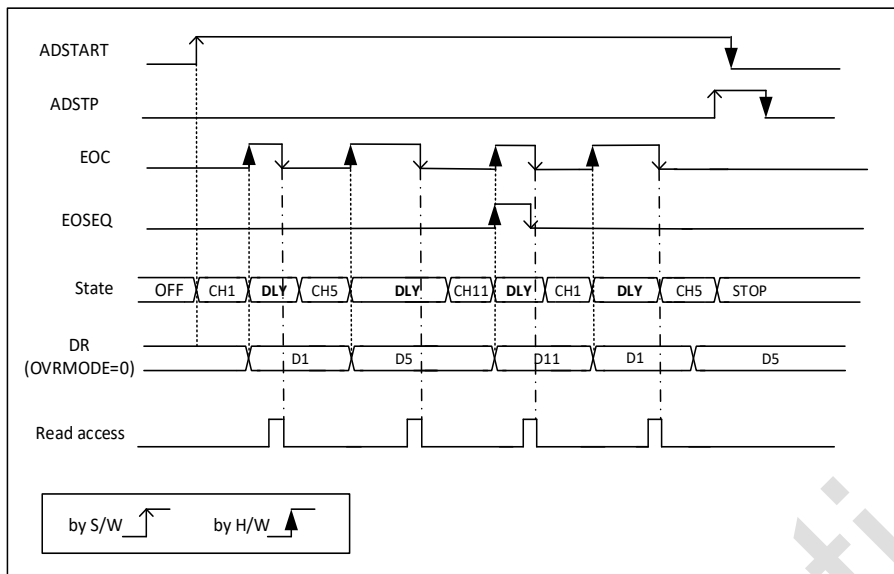 ADSTART
ADSTP
EOC
EOSEQ
State OFF CH1 DLY CH5 DLY CH11 DLY CH1 DLY CH5 STOP
DR
(OVRMODE=0) D1 D5 D11 D1 D5
Read access
by S/W by H/W